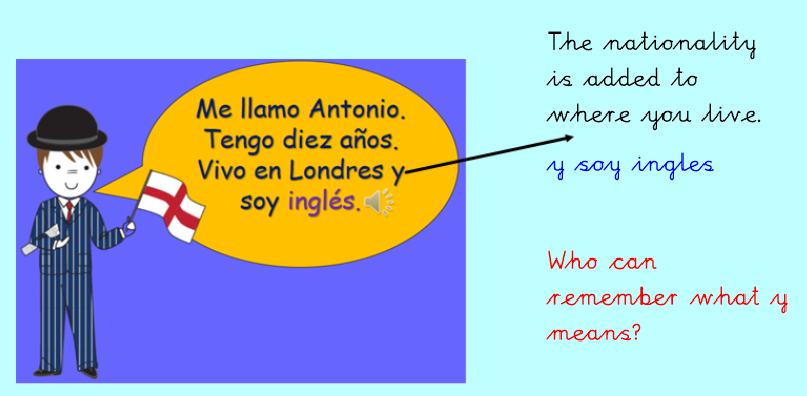 Me llamo Antonio.
Tengo diez años.
Vivo en Londres y
soy inglés.
The nationality
is added to
where you live.
y soy ingles
Who can
remember what y
means?